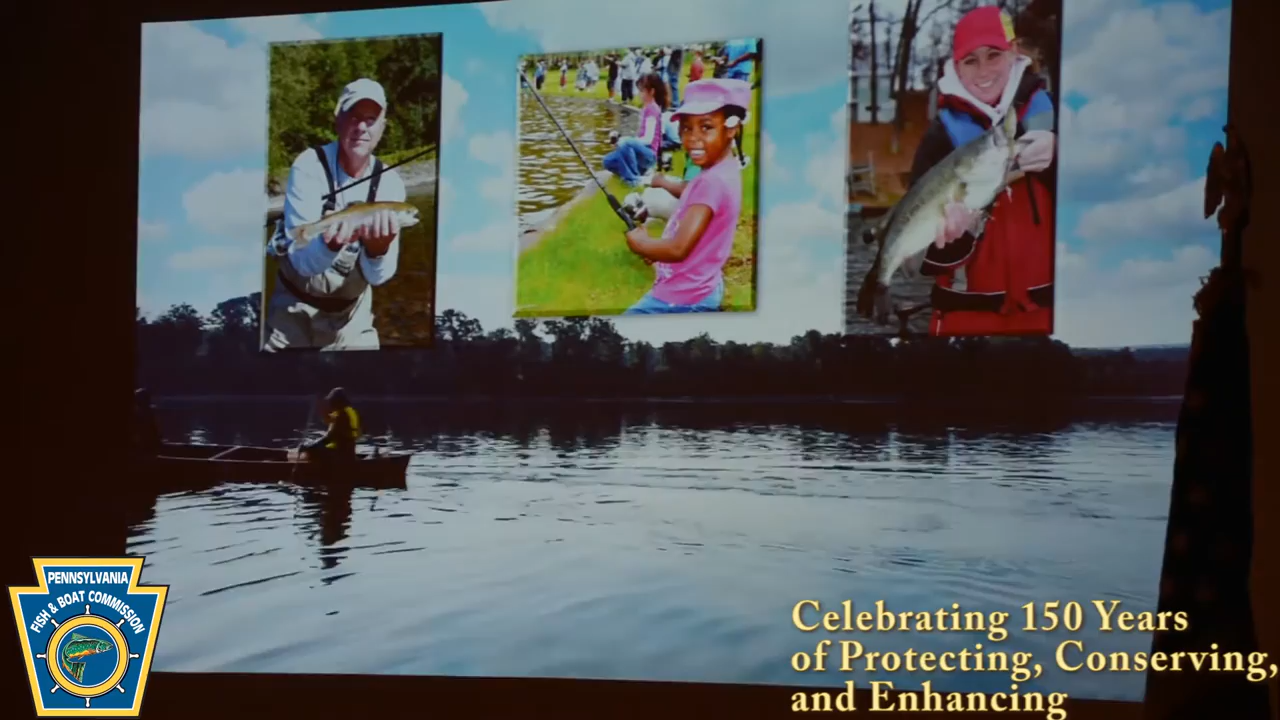 PENNSYLVANIA
FISH & BOAT COMMISSION
Celebrating 150 Years
of Protecting, Conserving,
and Enhancing